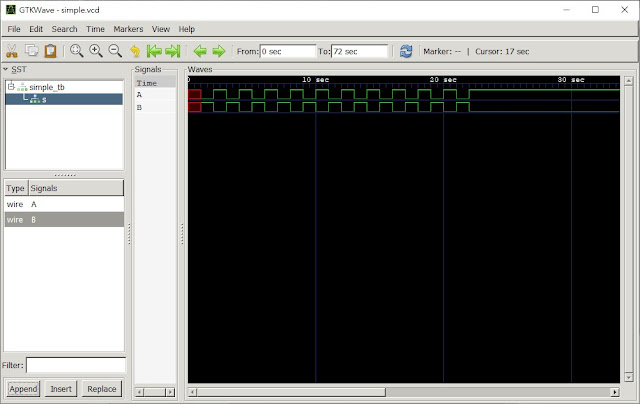 GTKWave - simple.vcd
File Edit Search Time Markers View Help
From: 0 sec To: 72 sec Marker: -- | Cursor: 17 sec
SST
simple_tb
s
Type Signals
wire A
wire B
Filter:
Append Insert Replace
Signals
Time
A
B
Waves
0 10 sec 20 sec 30 sec